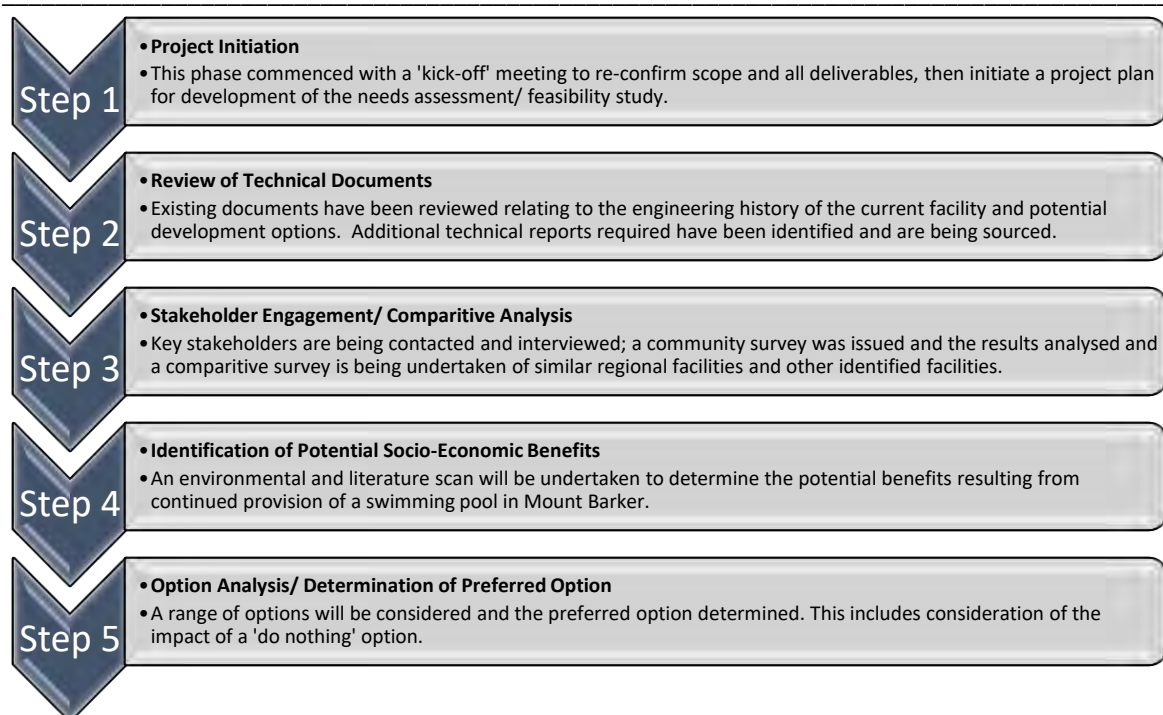 Step 1
•Project Initiation
•This phase commenced with a 'kick-off' meeting to re-confirm scope and all deliverables, then initiate a project plan
for development of the needs assessment/ feasibility study.
Step 2
•Review of Technical Documents
•Existing documents have been reviewed relating to the engineering history of the current facility and potential
development options.  Additional technical reports required have been identified and are being sourced.
Step 3
•Stakeholder Engagement/ Comparitive Analysis
•Key stakeholders are being contacted and interviewed; a community survey was issued and the results analysed and
a comparitive survey is being undertaken of similar regional facilities and other identified facilities.
Step 4
•Identification of Potential Socio-Economic Benefits
•An environmental and literature scan will be undertaken to determine the potential benefits resulting from
continued provision of a swimming pool in Mount Barker.
Step 5
•Option Analysis/ Determination of Preferred Option
•A range of options will be considered and the preferred option determined. This includes consideration of the
impact of a 'do nothing' option.